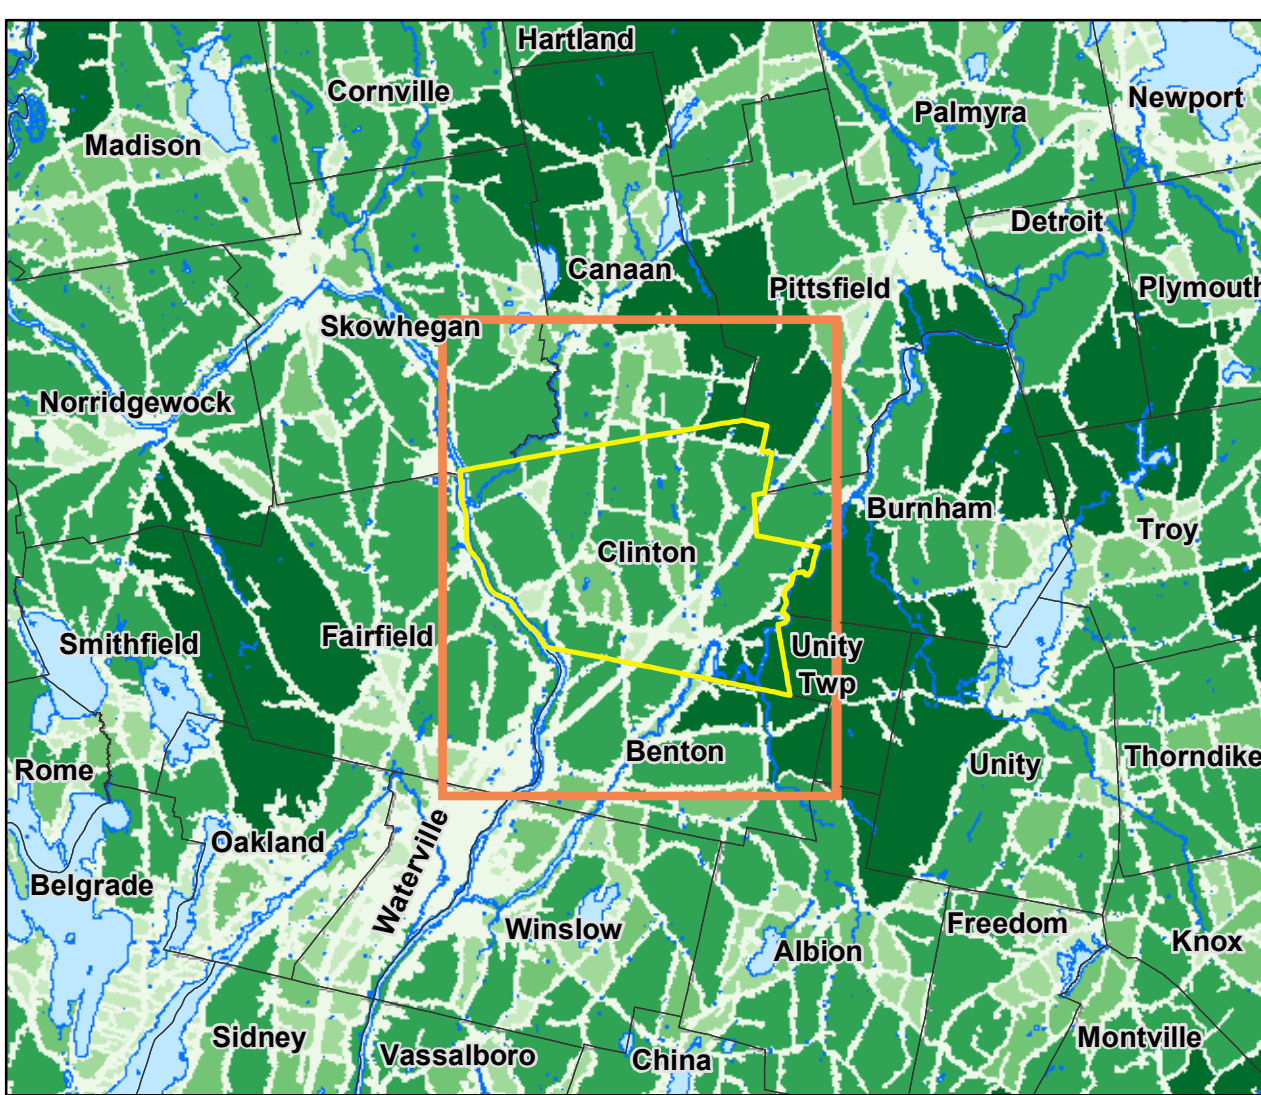 Hartland
Cornville
Newport
Palmyra
Madison
Detroit
Canaan
Pittsfield
Plymouth
Skowhegan
Norridgewock
Burnham
Troy
Clinton
Fairfield
Smithfield
Unity
Twp
Benton
Unity
Thorndike
Rome
Oakland
Waterville
Belgrade
Winslow
Freedom
Albion
Knox
Sidney
Vassalboro
China
Montville